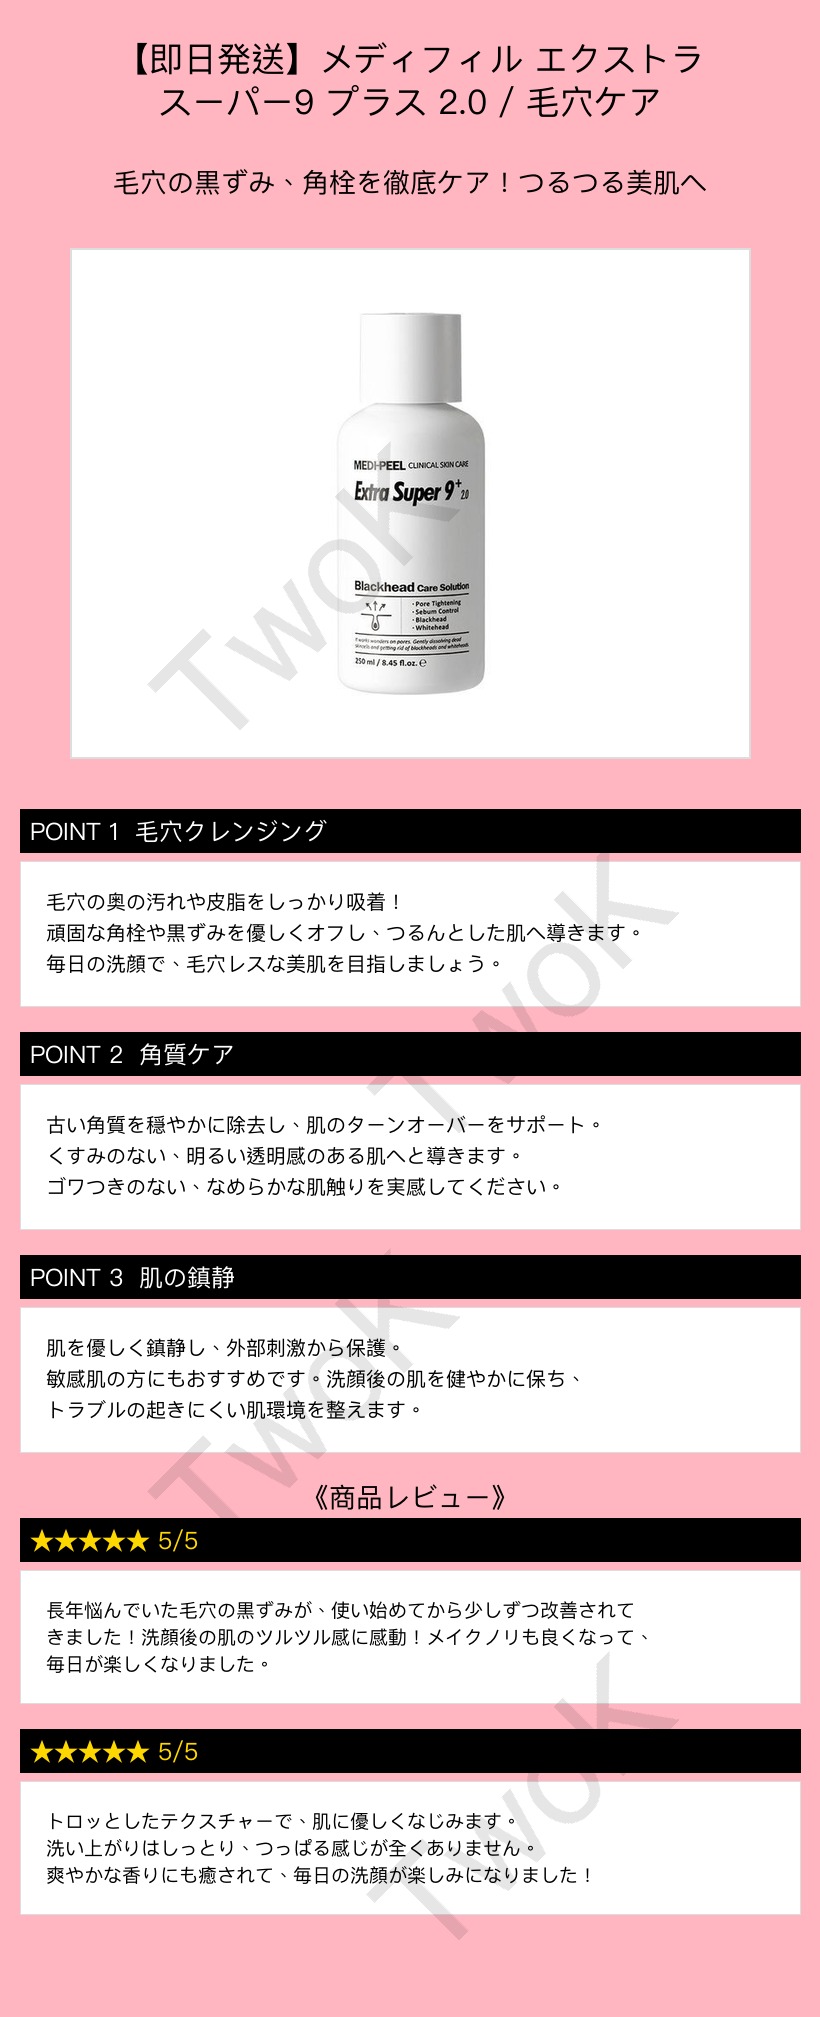 【即日発送】メディフィル エクストラ
スーパー9 プラス 2.0 / 毛穴ケア
毛穴の黒ずみ、角栓を徹底ケア！つるつる美肌へ
MEDI-PEEL CLINICAL SKIN CARE
Extra Super 9+ 2.0
Blackhead Care Solution
・Pore Tightening
・Sebum Control
・Blackhead
・Whitehead
It works wonders on pores. Gently dissolving dead
skincells and getting rid of blackheads and whiteheads
250 ml / 8.45 fl.oz. ℮
TwoK
POINT 1 毛穴クレンジング
毛穴の奥の汚れや皮脂をしっかり吸着！
頑固な角栓や黒ずみを優しくオフし、つるんとした肌へ導きます。
毎日の洗顔で、毛穴レスな美肌を目指しましょう。
TwoK
POINT 2 角質ケア
古い角質を穏やかに除去し、肌のターンオーバーをサポート。
くすみのない、明るい透明感のある肌へと導きます。
ゴワつきのない、なめらかな肌触りを実感してください。
POINT 3 肌の鎮静
肌を優しく鎮静し、外部刺激から保護。
敏感肌の方にもおすすめです。洗顔後の肌を健やかに保ち、
トラブルの起きにくい肌環境を整えます。
TwoK
《商品レビュー》
★★★★★ 5/5
長年悩んでいた毛穴の黒ずみが、使い始めてから少しずつ改善されて
きました！洗顔後の肌のツルツル感に感動！メイクノリも良くなって、
毎日が楽しくなりました。
★★★★★ 5/5
トロッとしたテクスチャーで、肌に優しくなじみます。
洗い上がりはしっとり、つっぱる感じが全くありません。
爽やかな香りにも癒されて、毎日の洗顔が楽しみになりました！
TwoK